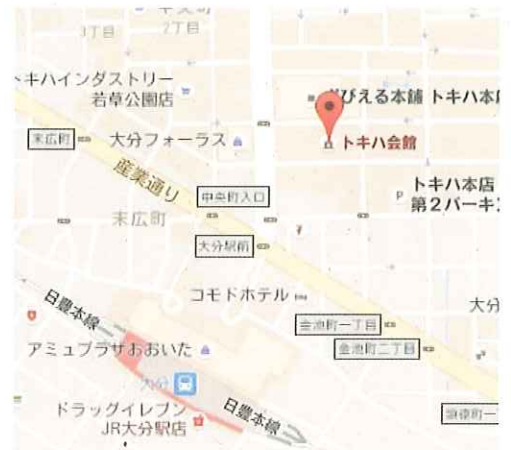 3丁目
2丁目
トキハインダストリー
若草公園店
びえる本舗
トキハ本
末広町
大分フォーラス
トキハ会館
産業通り
中央町入口
トキハ本店
第2パーキ
末広町
大分駅前
コモドホテル
大分
日豊本線
金池町一丁目
金池町二丁目
アミュプラザおおいた
大分
ドラッグイレブン
JR大分駅店
日豊本線